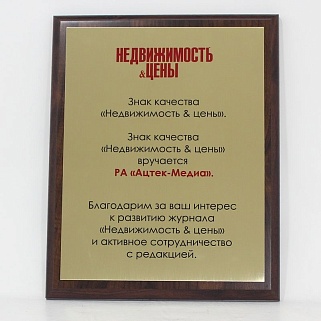 НЕДВИЖИМОСТЬ
&ЦЕНЫ
Знак качества
«Недвижимость & цены».
Знак качества
«Недвижимость & цены»
вручается
РА «Ацтек-Медиа».
Благодарим за ваш интерес
к развитию журнала
«Недвижимость & цены»
и активное сотрудничество
с редакцией.